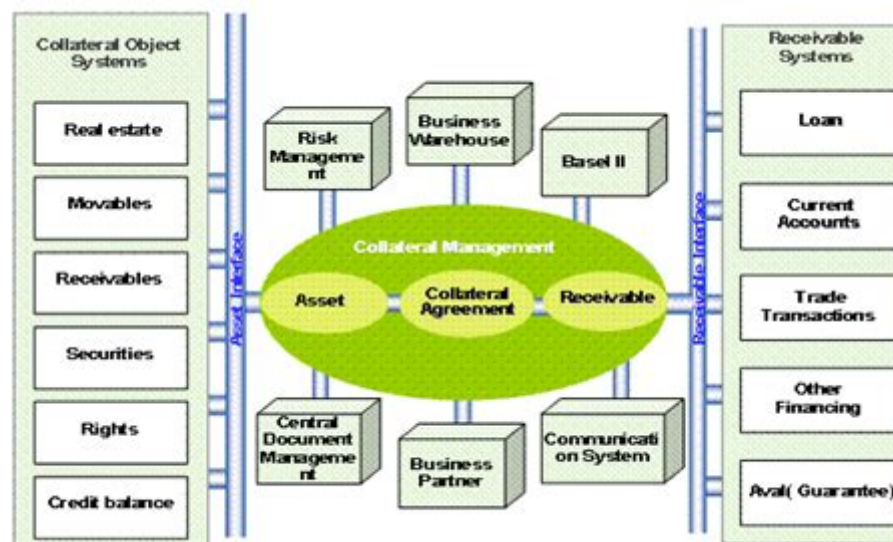 Collateral Object
Systems
Real estate
Movables
Receivables
Securities
Rights
Credit balance
Asset Interface
Risk
Manageme
nt
Business
Warehouse
Basel II
Collateral Management
Asset
Collateral
Agreement
Receivable
Central
Document
Manageme
nt
Business
Partner
Communicati
on System
Receivable Interface
Receivable
Systems
Loan
Current
Accounts
Trade
Transactions
Other
Financing
Aval( Guarantee)